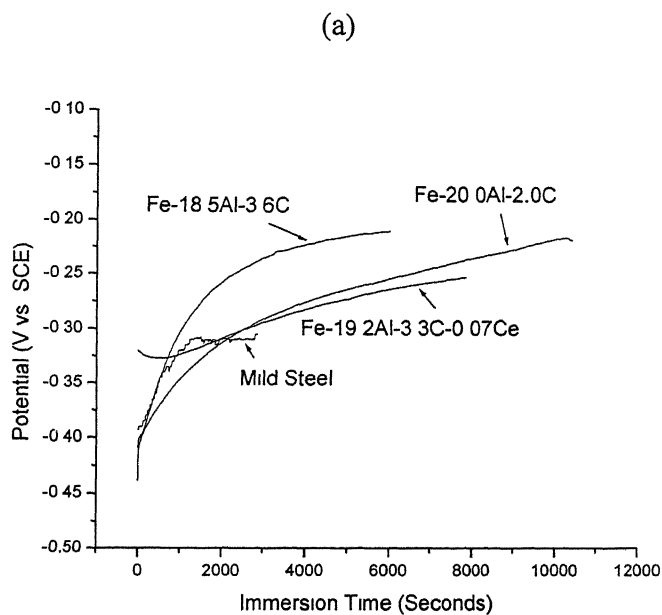 (a)
-0 10
-0 15
-0 20
-0 25
-0 30
-0 35
-0 40
-0 45
-0.50
Potential (V vs SCE)
Fe-18 5Al-3 6C
Fe-20 0Al-2.0C
Fe-19 2Al-3 3C-0 07Ce
Mild Steel
0 2000 4000 6000 8000 10000 12000
Immersion Time (Seconds)